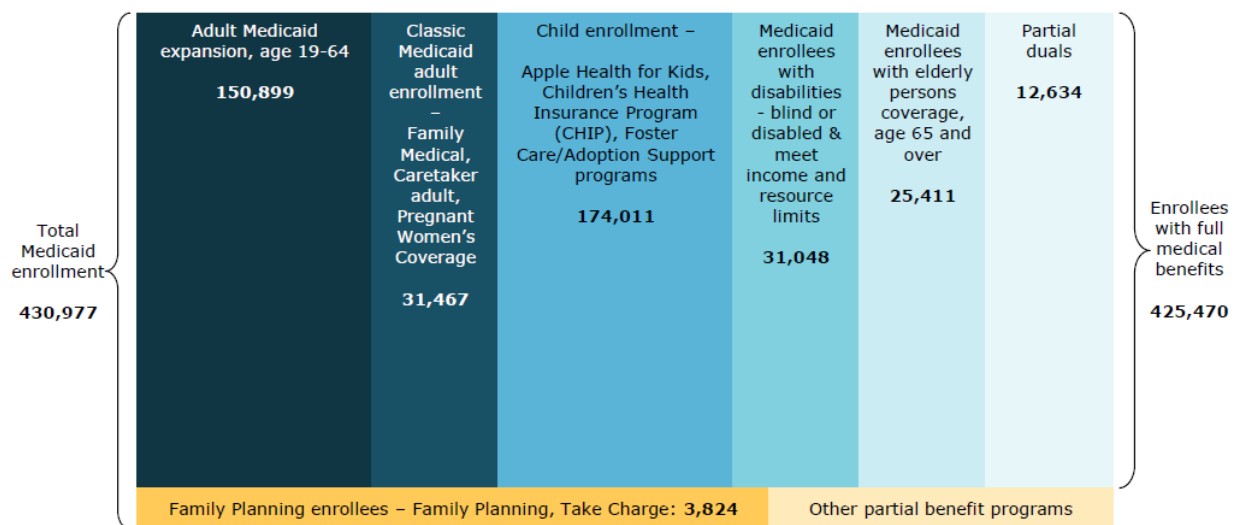 Total
Medicaid
enrollment
430,977
Adult Medicaid
expansion, age 19-64
150,899
Classic
Medicaid
adult
enrollment
–
Family
Medical,
Caretaker
adult,
Pregnant
Women's
Coverage
31,467
Child enrollment –
Apple Health for Kids,
Children's Health
Insurance Program
(CHIP), Foster
Care/Adoption Support
programs
174,011
Medicaid
enrollees
with
disabilities
- blind or
disabled &
meet
income and
resource
limits
31,048
Medicaid
enrollees
with elderly
persons
coverage,
age 65 and
over
25,411
Partial
duals
12,634
Enrollees
with full
medical
benefits
425,470
Family Planning enrollees – Family Planning, Take Charge: 3,824
Other partial benefit programs